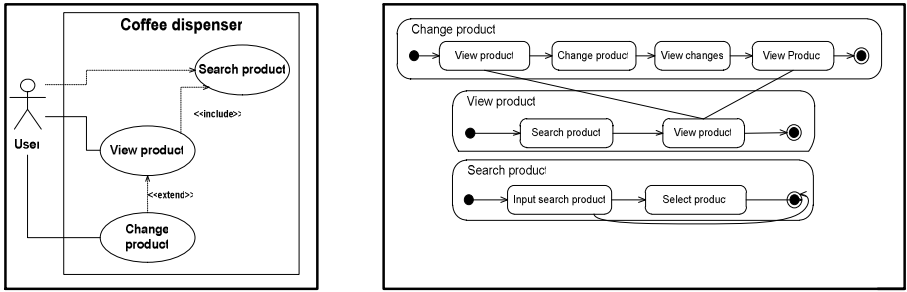 Coffee dispenser
Search product
<<include>>
User
View product
<<extend>>
Change
product
Change product
View product
Change product
View changes
View Produc
View product
Search product
View product
Search product
Input search product
Select produc